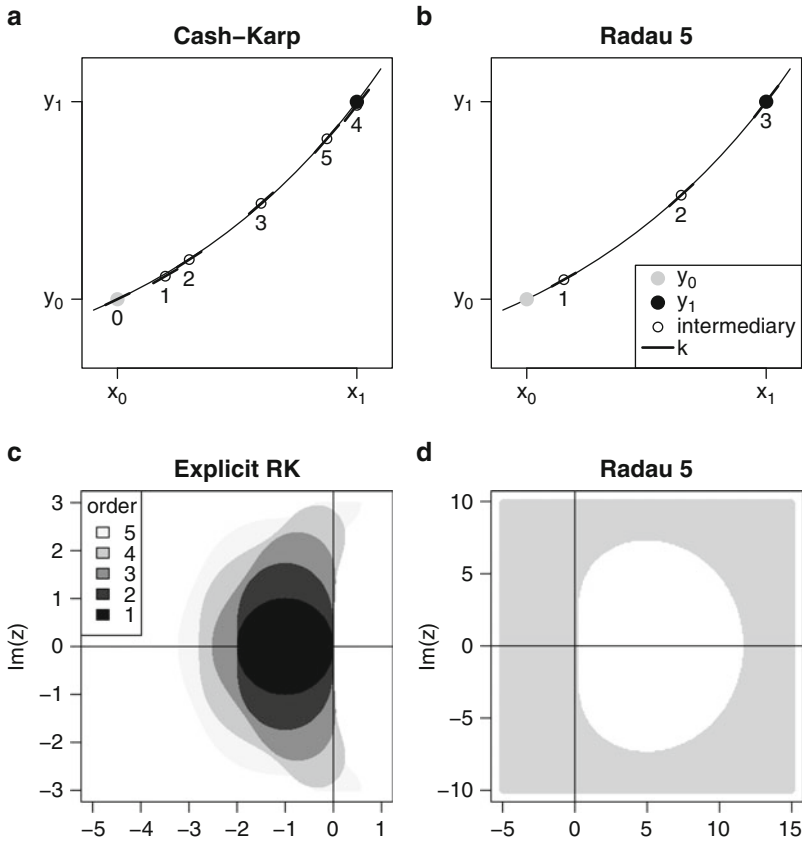 a
Cash–Karp
y1
y0
0
1
2
3
5
4
x0
x1
b
Radau 5
y1
y0
1
2
3
y0
y1
intermediary
k
x0
x1
c
Explicit RK
order
5
4
3
2
1
Im(z)
3
2
1
0
−1
−2
−3
−5 −4 −3 −2 −1 0 1
d
Radau 5
Im(z)
10
5
0
−5
−10
−5 0 5 10 15